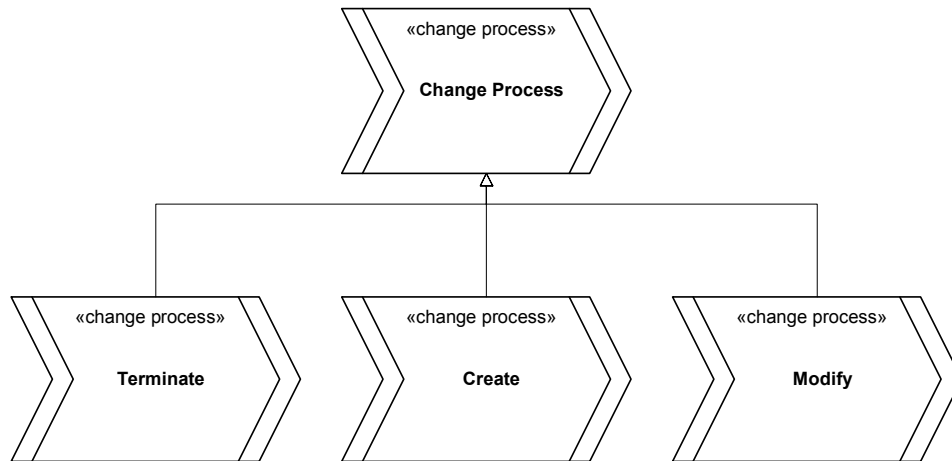 «change process»
Change Process
«change process»
Terminate
«change process»
Create
«change process»
Modify